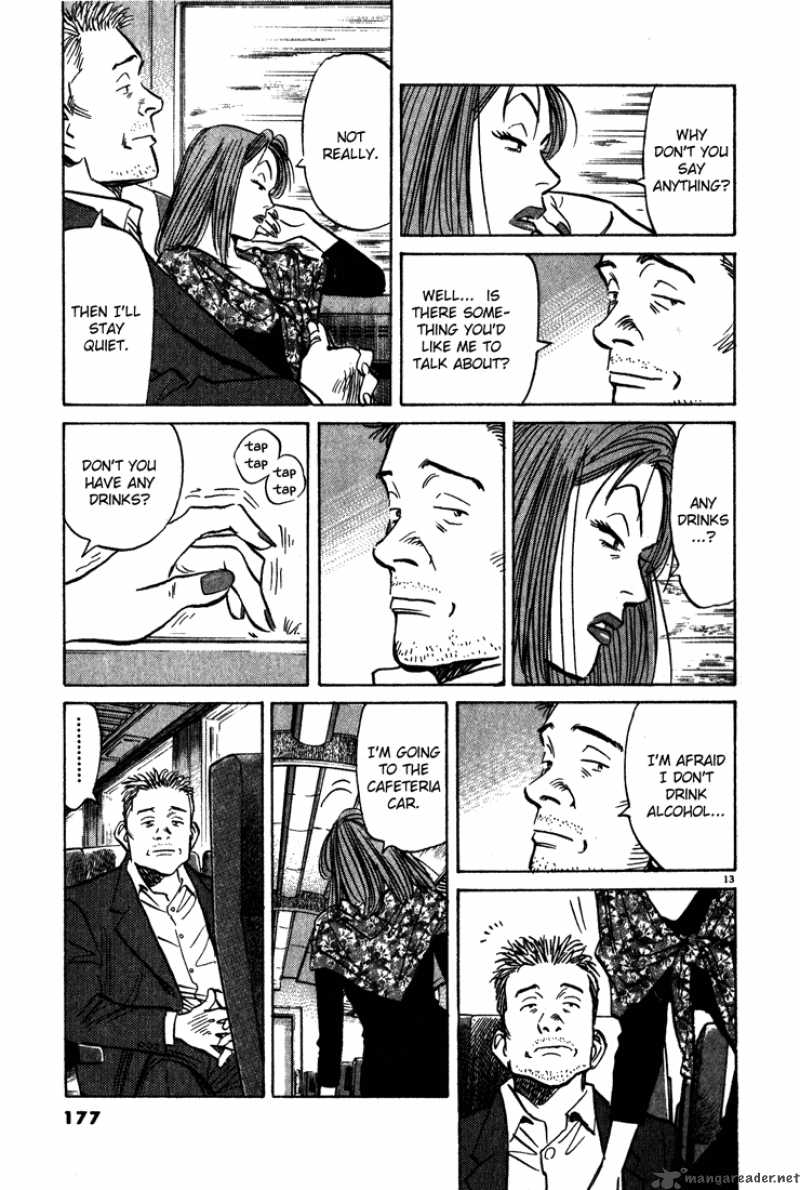 WHY
DON'T YOU
SAY
ANYTHING?
WELL... IS
THERE SOME-
THING YOU'D
LIKE ME TO
TALK ABOUT?
NOT
REALLY.
THEN I'LL
STAY
QUIET.
ANY
DRINKS
...?
DON'T YOU
HAVE ANY
DRINKS?
tap
tap
tap
tap
I'M AFRAID
I DON'T
DRINK
ALCOHOL...
13
I'M GOING
TO THE
CAFETERIA
CAR.
.........
177
mangareader.net